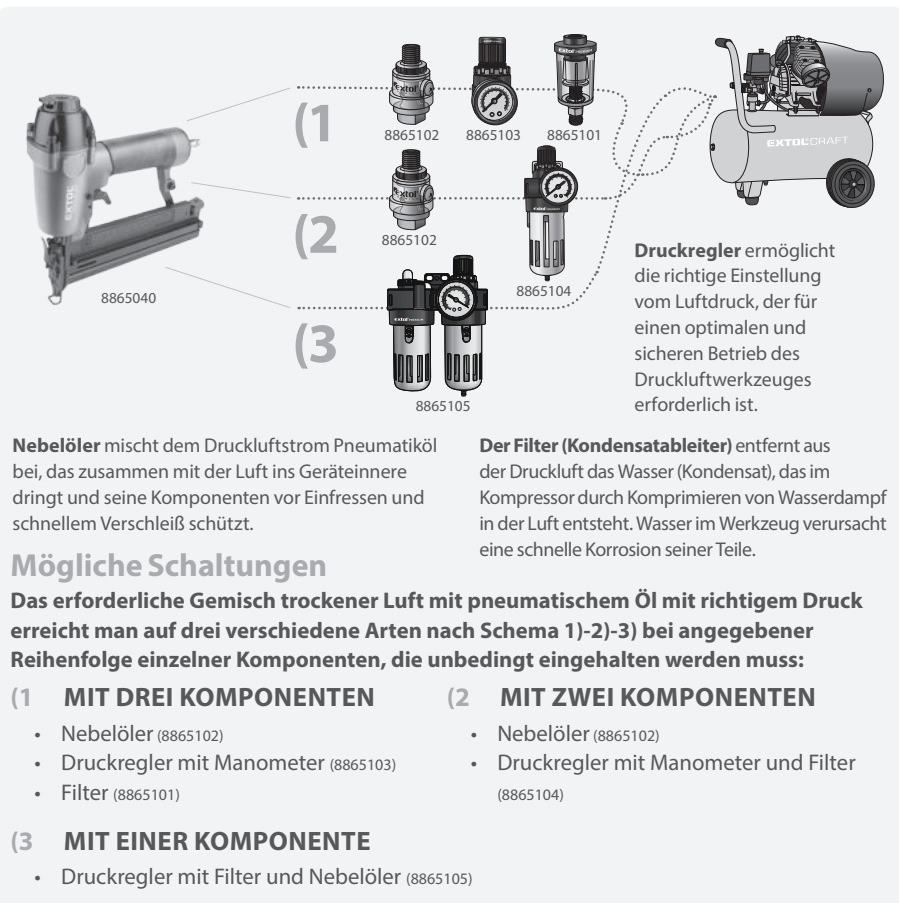 (1
8865102
8865103
8865101
EXTOL CRAFT
(2
8865102
8865104
8865040
(3
8865105
Druckregler ermöglicht
die richtige Einstellung
vom Luftdruck, der für
einen optimalen und
sicheren Betrieb des
Druckluftwerkzeuges
erforderlich ist.
Nebelöler mischt dem Druckluftstrom Pneumatiköl
bei, das zusammen mit der Luft ins Geräteinnere
dringt und seine Komponenten vor Einfressen und
schnellem Verschleiß schützt.
Der Filter (Kondensatableiter) entfernt aus
der Druckluft das Wasser (Kondensat), das im
Kompressor durch Komprimieren von Wasserdampf
in der Luft entsteht. Wasser im Werkzeug verursacht
eine schnelle Korrosion seiner Teile.
Mögliche Schaltungen
Das erforderliche Gemisch trockener Luft mit pneumatischem Öl mit richtigem Druck
erreicht man auf drei verschiedene Arten nach Schema 1)-2)-3) bei angegebener
Reihenfolge einzelner Komponenten, die unbedingt eingehalten werden muss:
(1 MIT DREI KOMPONENTEN
• Nebelöler (8865102)
• Druckregler mit Manometer (8865103)
• Filter (8865101)
(2 MIT ZWEI KOMPONENTEN
• Nebelöler (8865102)
• Druckregler mit Manometer und Filter
(8865104)
(3 MIT EINER KOMPONENTE
• Druckregler mit Filter und Nebelöler (8865105)